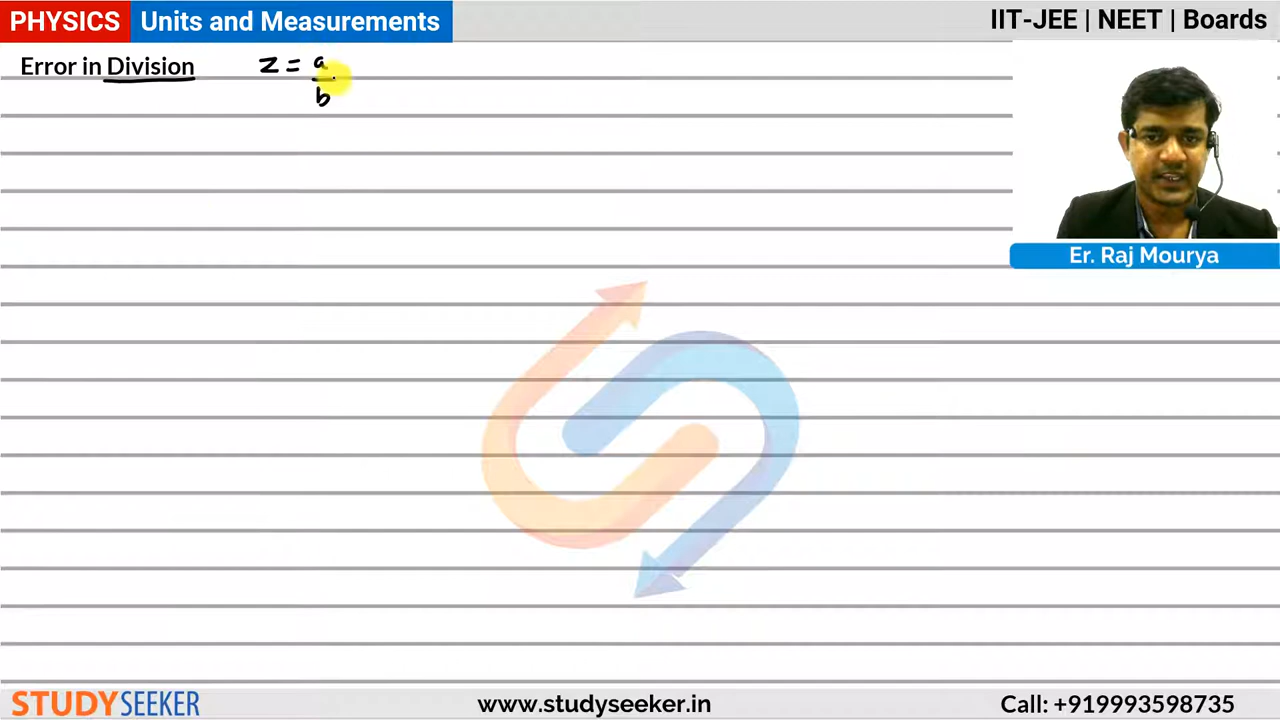 PHYSICS Units and Measurements
IIT-JEE | NEET | Boards
Error in Division z = a/b
Er. Raj Mourya
STUDYSEEKER
www.studyseeker.in
Call: +919993598735